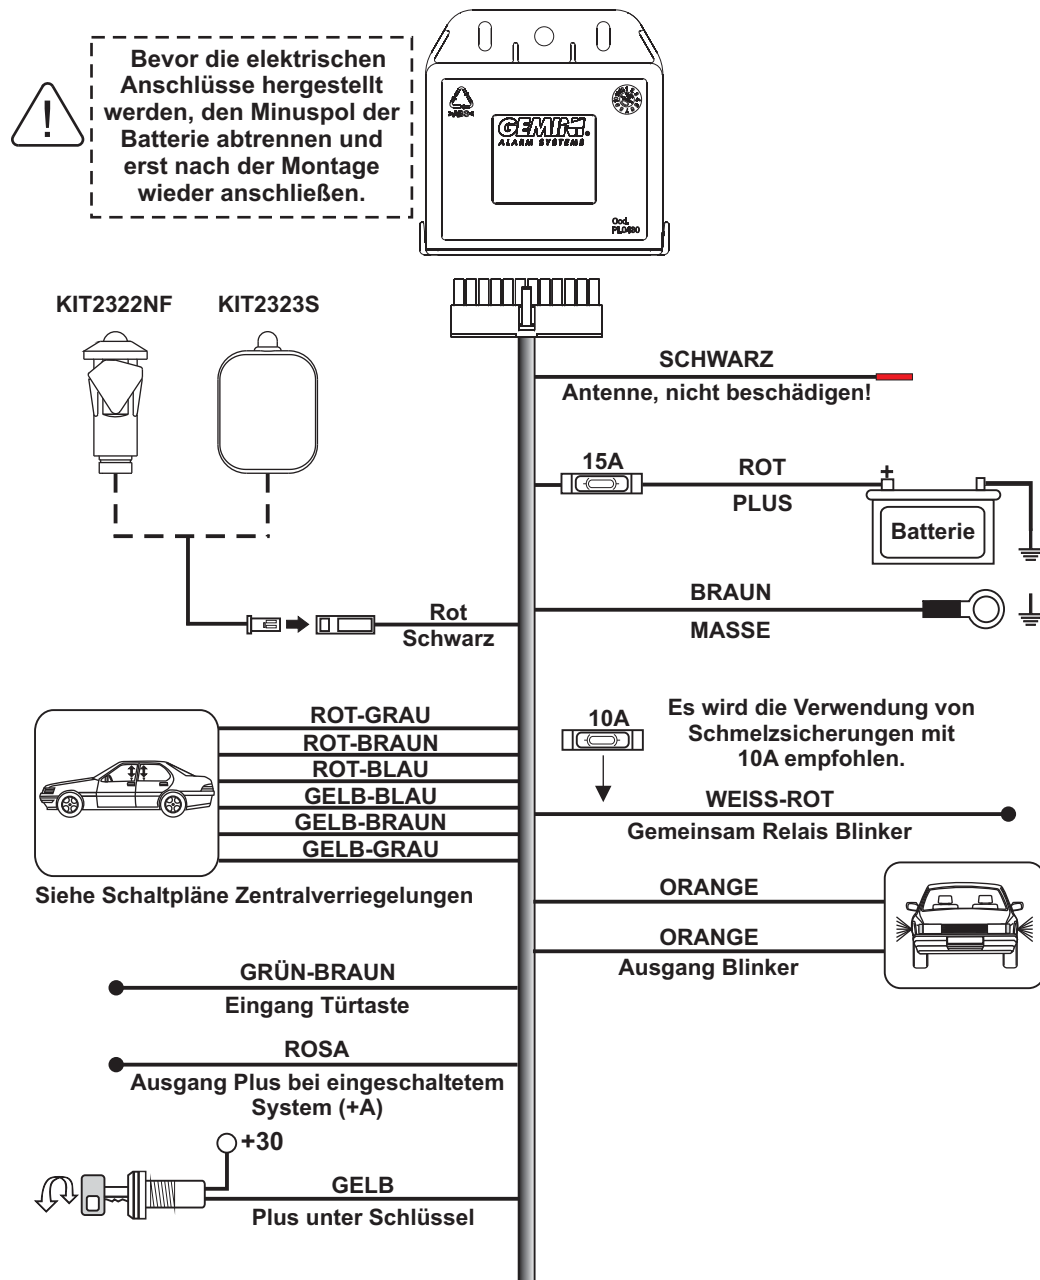 Bevor die elektrischen
Anschlüsse hergestellt
werden, den Minuspol der
Batterie abtrennen und
erst nach der Montage
wieder anschließen.
!
>ABS<
GEMINI.
ALARM SYSTEMS
Cod.
KIT2322NF
KIT2323S
SCHWARZ
Antenne, nicht beschädigen!
15A
ROT
PLUS
+
Batterie
BRAUN
MASSE
Rot
Schwarz
ROT-GRAU
ROT-BRAUN
ROT-BLAU
GELB-BLAU
GELB-BRAUN
GELB-GRAU
Siehe Schaltpläne Zentralverriegelungen
10A
Es wird die Verwendung von
Schmelzsicherungen mit
10A empfohlen.
WEISS-ROT
Gemeinsam Relais Blinker
ORANGE
ORANGE
Ausgang Blinker
GRÜN-BRAUN
Eingang Türtaste
ROSA
Ausgang Plus bei eingeschaltetem
System (+A)
+30
GELB
Plus unter Schlüssel